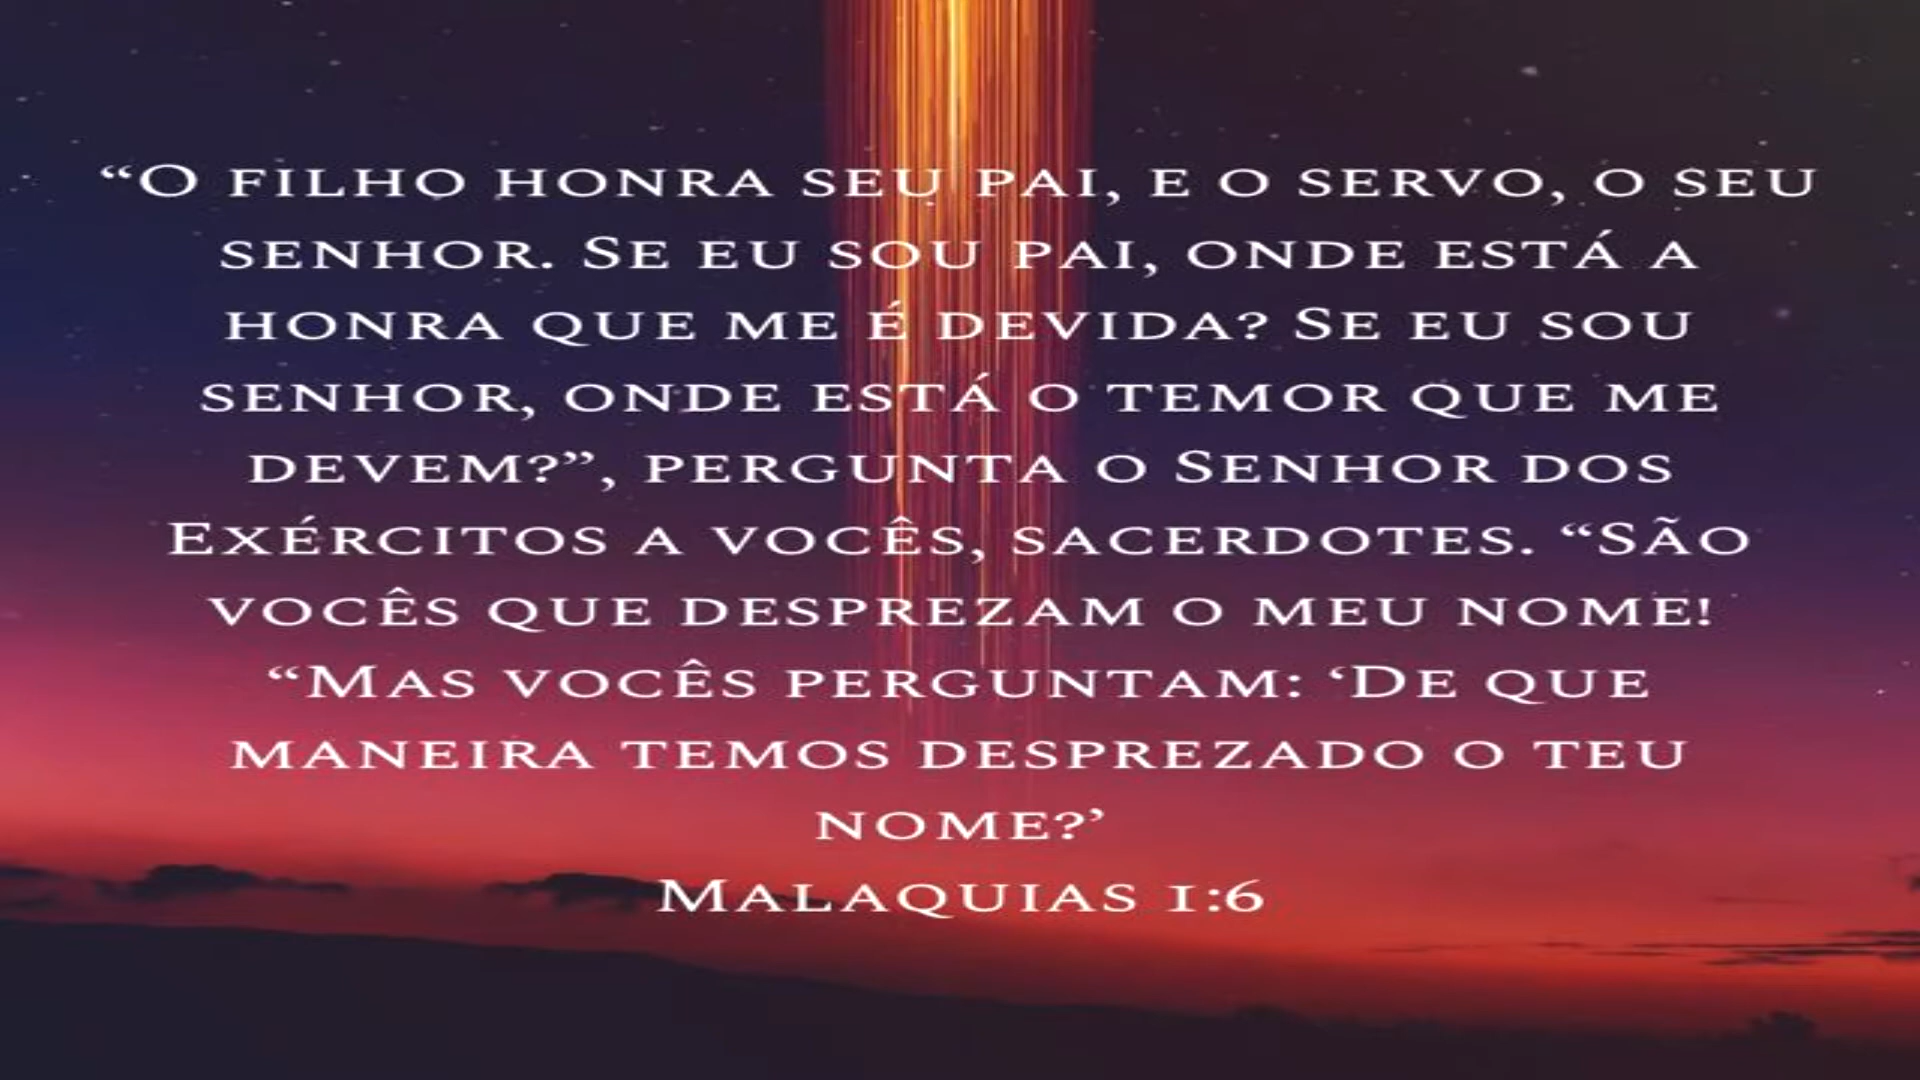 “O filho honra seu pai, e o servo, o seu
senhor. Se eu sou pai, onde está a
honra que me é devida? Se eu sou
senhor, onde está o temor que me
devem?”, pergunta o Senhor dos
Exércitos a vocês, sacerdotes. “São
vocês que desprezam o meu nome!
“Mas vocês perguntam: ‘De que
maneira temos desprezado o teu
nome?’
Malaquias 1:6